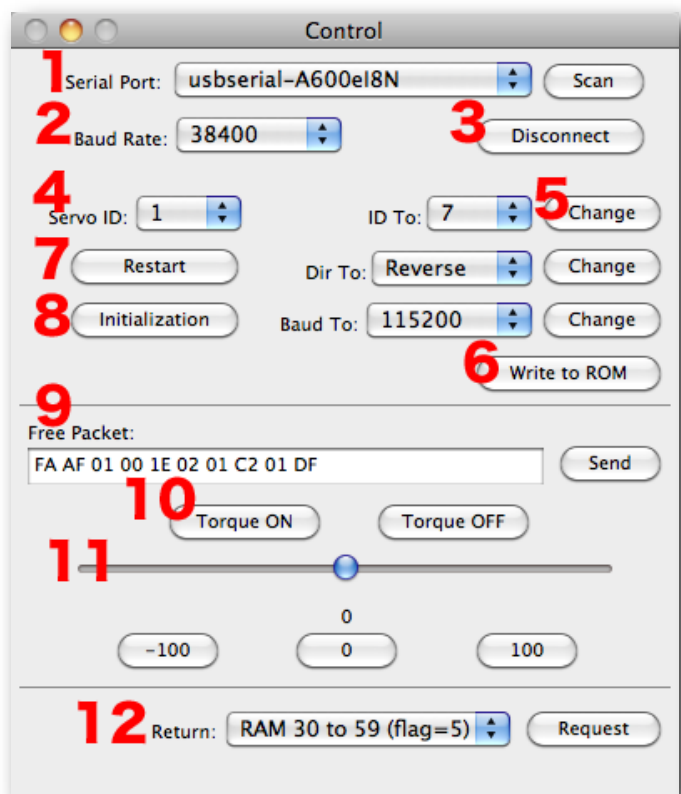 Control
1 Serial Port: usbserial-A600eI8N Scan
2 Baud Rate: 38400 3 Disconnect
4 Servo ID: 1 ID To: 7 5 Change
7 Restart Dir To: Reverse Change
8 Initialization Baud To: 115200 Change
6 Write to ROM
9
Free Packet:
FA AF 01 00 1E 02 01 C2 01 DF Send
10 Torque ON Torque OFF
11
0
-100 0 100
12 Return: RAM 30 to 59 (flag=5) Request